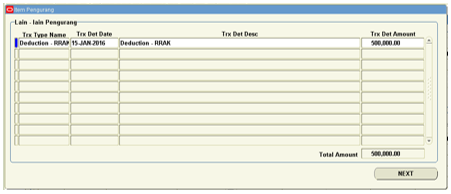 Item Pengurang
Lain - lain Pengurang
Trx Type Name Trx Det Date Trx Det Desc Trx Det Amount
Deduction - RRAK 15-JAN-2016 Deduction - RRAK 500,000.00
Total Amount 500,000.00
NEXT